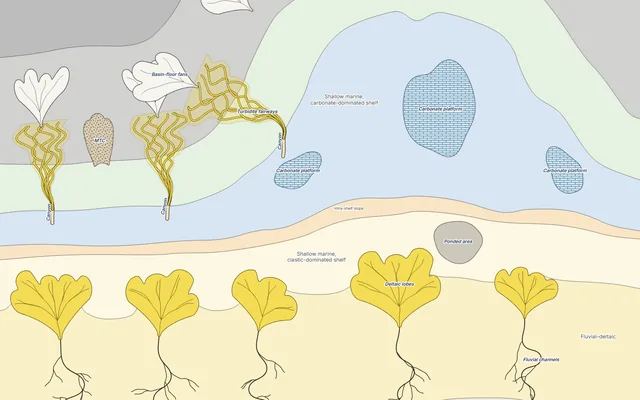 Basin-floor fans
Turbidite fairways
Shallow marine,
carbonate-dominated shelf
Carbonate platform
MTC
Canyon
Carbonate platform
Carbonate platform
Canyon
Canyon
Intra-shelf slope
Ponded area
Shallow marine,
clastic-dominated shelf
Deltaic lobes
Fluvial-deltaic
Fluvial channels